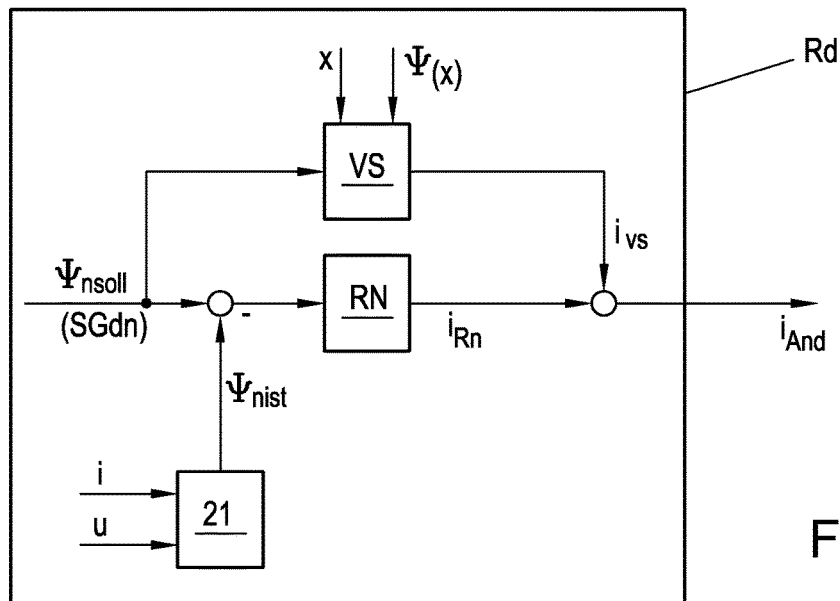 x
Ψ(x)
Rd
VS
i vs
Ψnsoll
(SGdn)
-
RN
iRn
iAnd
Ψnist
i
u
21
F